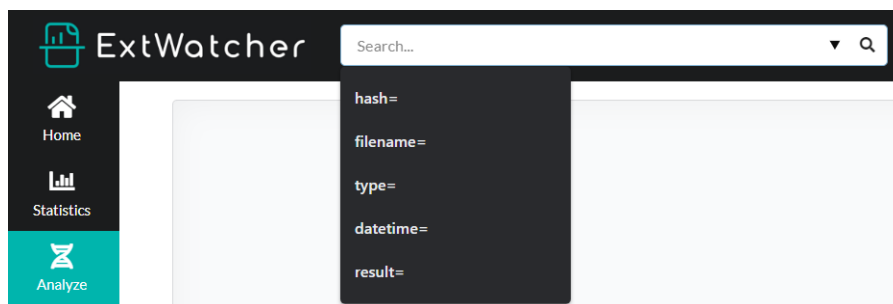 ExtWatcher
Search...
hash=
filename=
type=
datetime=
result=
Home
Statistics
Analyze